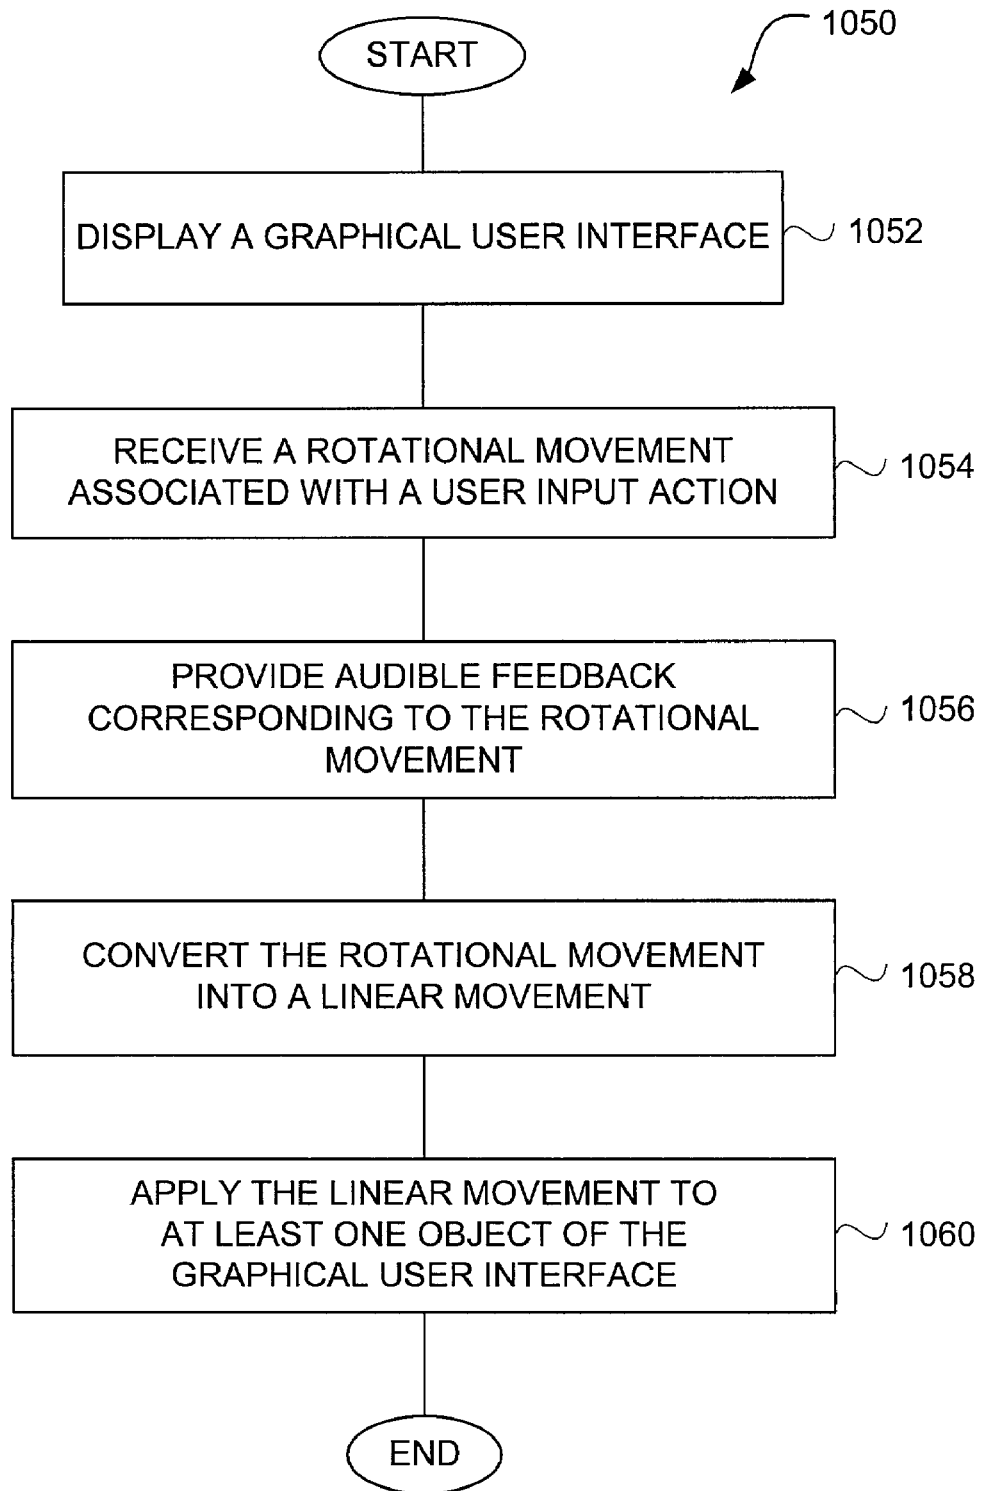 START
1050
DISPLAY A GRAPHICAL USER INTERFACE
1052
RECEIVE A ROTATIONAL MOVEMENT
ASSOCIATED WITH A USER INPUT ACTION
1054
PROVIDE AUDIBLE FEEDBACK
CORRESPONDING TO THE ROTATIONAL
MOVEMENT
1056
CONVERT THE ROTATIONAL MOVEMENT
INTO A LINEAR MOVEMENT
1058
APPLY THE LINEAR MOVEMENT TO
AT LEAST ONE OBJECT OF THE
GRAPHICAL USER INTERFACE
1060
END